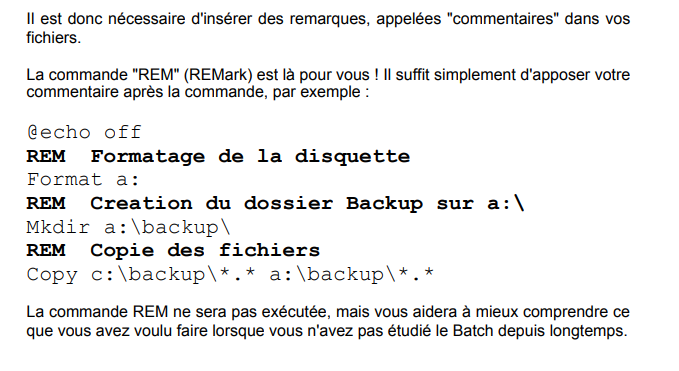 Il est donc nécessaire d'insérer des remarques, appelées "commentaires" dans vos
fichiers.
La commande "REM" (REMark) est là pour vous ! Il suffit simplement d'apposer votre
commentaire après la commande, par exemple :
@echo off
REM  Formatage de la disquette
Format a:
REM  Creation du dossier Backup sur a:\
Mkdir a:\backup\
REM  Copie des fichiers
Copy c:\backup\*.* a:\backup\*.*
La commande REM ne sera pas exécutée, mais vous aidera à mieux comprendre ce
que vous avez voulu faire lorsque vous n'avez pas étudié le Batch depuis longtemps.